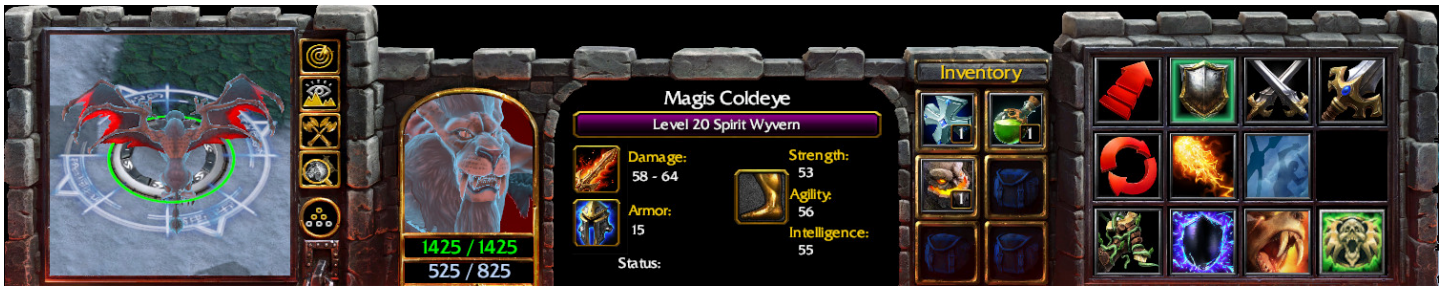 Magis Coldeye
Level 20 Spirit Wyvern
Damage:
58 - 64
Armor:
15
Status:
Strength:
53
Agility:
56
Intelligence:
55
1425 / 1425
525 / 825
Inventory
1
1
1